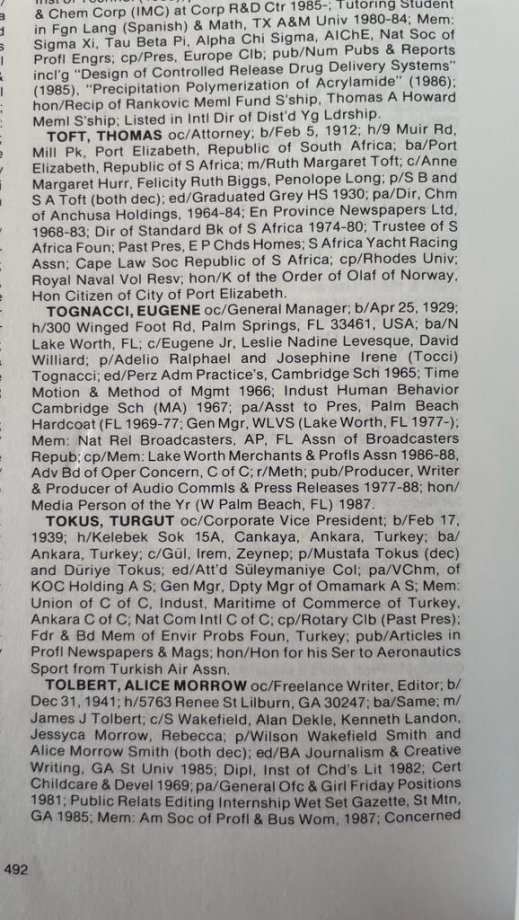 & Chem Corp (IMC) at Corp R&D Ctr 1985-; Tutoring Student
in Fgn Lang (Spanish) & Math, TX A&M Univ 1980-84; Mem:
Sigma Xi, Tau Beta Pi, Alpha Chi Sigma, AIChE, Nat Soc of
Profl Engrs; cp/Pres, Europe Clb; pub/Num Pubs & Reports
incl'g "Design of Controlled Release Drug Delivery Systems"
(1985), "Precipitation Polymerization of Acrylamide" (1986);
hon/Recip of Rankovic Meml Fund S'ship, Thomas A Howard
Meml S'ship; Listed in Intl Dir of Dist'd Yg Ldrship.
TOFT, THOMAS oc/Attorney; b/Feb 5, 1912; h/9 Muir Rd,
Mill Pk, Port Elizabeth, Republic of South Africa; ba/Port
Elizabeth, Republic of S Africa; m/Ruth Margaret Toft; c/Anne
Margaret Hurr, Felicity Ruth Biggs, Penolope Long; p/S B and
S A Toft (both dec); ed/Graduated Grey HS 1930; pa/Dir, Chm
of Anchusa Holdings, 1964-84; En Province Newspapers Ltd,
1968-83; Dir of Standard Bk of S Africa 1974-80; Trustee of S
Africa Foun; Past Pres, E P Chds Homes; S Africa Yacht Racing
Assn; Cape Law Soc Republic of S Africa; cp/Rhodes Univ;
Royal Naval Vol Resv; hon/K of the Order of Olaf of Norway,
Hon Citizen of City of Port Elizabeth.
TOGNACCI, EUGENE oc/General Manager; b/Apr 25, 1929;
h/300 Winged Foot Rd, Palm Springs, FL 33461, USA; ba/N
Lake Worth, FL; c/Eugene Jr, Leslie Nadine Levesque, David
Williard; p/Adelio Ralphael and Josephine Irene (Tocci)
Tognacci; ed/Perz Adm Practice's, Cambridge Sch 1965; Time
Motion & Method of Mgmt 1966; Indust Human Behavior
Cambridge Sch (MA) 1967; pa/Asst to Pres, Palm Beach
Hardcoat (FL 1969-77; Gen Mgr, WLVS (Lake Worth, FL 1977-);
Mem: Nat Rel Broadcasters, AP, FL Assn of Broadcasters
Repub; cp/Mem: Lake Worth Merchants & Profls Assn 1986-88,
Adv Bd of Oper Concern, C of C; r/Meth; pub/Producer, Writer
& Producer of Audio Commls & Press Releases 1977-88; hon/
Media Person of the Yr (W Palm Beach, FL) 1987.
TOKUS, TURGUT oc/Corporate Vice President; b/Feb 17,
1939; h/Kelebek Sok 15A, Cankaya, Ankara, Turkey; ba/
Ankara, Turkey; c/Gül, Irem, Zeynep; p/Mustafa Tokus (dec)
and Düriye Tokus; ed/Att'd Süleymaniye Col; pa/VChm, of
KOC Holding A S; Gen Mgr, Dpty Mgr of Omamark A S; Mem:
Union of C of C, Indust, Maritime of Commerce of Turkey,
Ankara C of C; Nat Com Intl C of C; cp/Rotary Clb (Past Pres);
Fdr & Bd Mem of Envir Probs Foun, Turkey; pub/Articles in
Profl Newspapers & Mags; hon/Hon for his Ser to Aeronautics
Sport from Turkish Air Assn.
TOLBERT, ALICE MORROW oc/Freelance Writer, Editor; b/
Dec 31, 1941; h/5763 Renee St Lilburn, GA 30247; ba/Same; m/
James J Tolbert; c/S Wakefield, Alan Dekle, Kenneth Landon,
Jessyca Morrow, Rebecca; p/Wilson Wakefield Smith and
Alice Morrow Smith (both dec); ed/BA Journalism & Creative
Writing, GA St Univ 1985; Dipl, Inst of Chd's Lit 1982; Cert
Childcare & Devel 1969; pa/General Ofc & Girl Friday Positions
1981; Public Relats Editing Internship Wet Set Gazette, St Mtn,
GA 1985; Mem: Am Soc of Profl & Bus Wom, 1987; Concerned
492